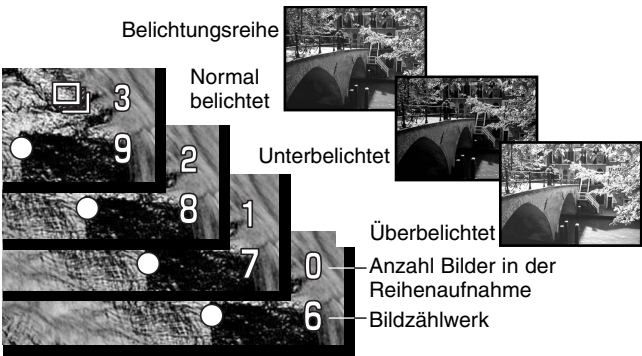 Belichtungsreihe
Normal
belichtet
3
9
Unterbelichtet
2
8
1
7
Überbelichtet
0
Anzahl Bilder in der
Reihenaufnahme
6
Bildzählwerk